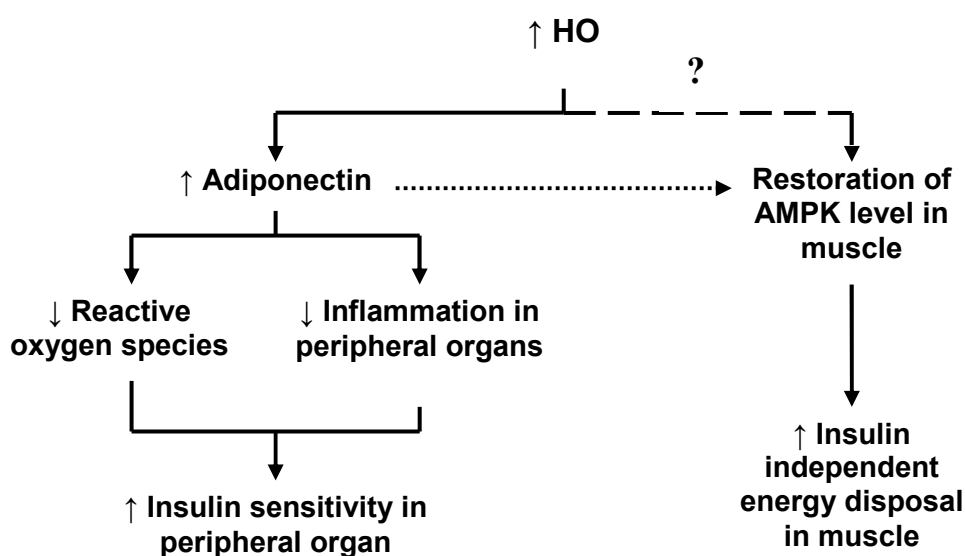 ↑ HO
?
↑ Adiponectin
Restoration of
AMPK level in
muscle
↓ Reactive
oxygen species
↓ Inflammation in
peripheral organs
↑ Insulin sensitivity in
peripheral organ
↑ Insulin
independent
energy disposal
in muscle